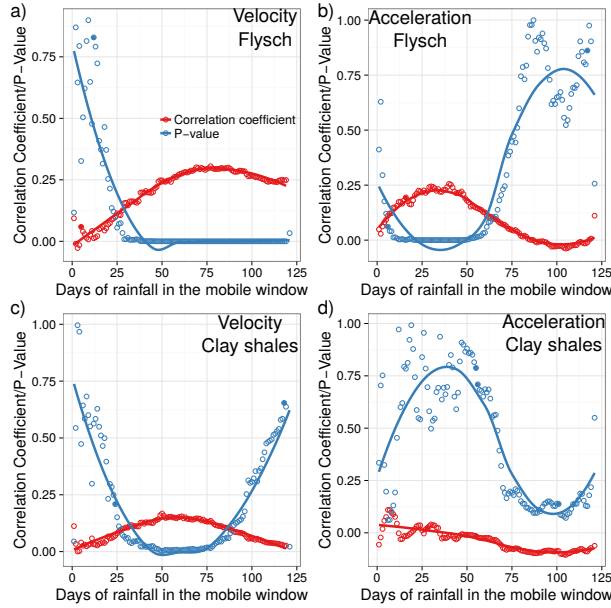 a)
Velocity
Flysch
Correlation Coefficient/P-Value
0.75
0.50
0.25
0.00
Correlation coefficient
P-value
0 25 50 75 100 125
Days of rainfall in the mobile window
b)
Acceleration
Flysch
Correlation Coefficient/P-Value
1.00
0.75
0.50
0.25
0.00
0 25 50 75 100 125
Days of rainfall in the mobile window
c)
Velocity
Clay shales
Correlation Coefficient/P-Value
1.00
0.75
0.50
0.25
0.00
0 25 50 75 100 125
Days of rainfall in the mobile window
d)
Acceleration
Clay shales
Correlation Coefficient/P-Value
1.00
0.75
0.50
0.25
0.00
0 25 50 75 100 125
Days of rainfall in the mobile window